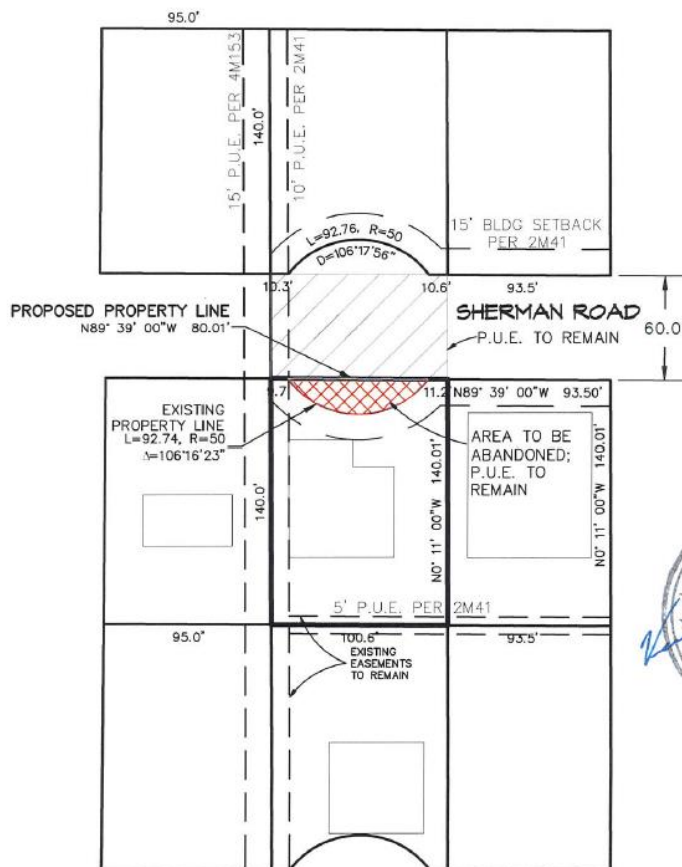 95.0'
15' P.U.E. PER 4M153
140.0'
10' P.U.E. PER 2M41
L=92.76, R=50
D=106°17'56"
15' BLDG SETBACK
PER 2M41
10.3'
10.6'
93.5'
PROPOSED PROPERTY LINE
N89° 39' 00"W 80.01'
SHERMAN ROAD
P.U.E. TO REMAIN
60.0
9.7'
11.2'
N89° 39' 00"W 93.50'
EXISTING
PROPERTY LINE
L=92.74, R=50
Δ=106°16'23"
AREA TO BE
ABANDONED;
P.U.E. TO
REMAIN
140.0'
N0° 11' 00"W 140.01'
N0° 11' 00"W 140.01'
5' P.U.E. PER 2M41
95.0'
100.6'
93.5'
EXISTING
EASEMENTS
TO REMAIN